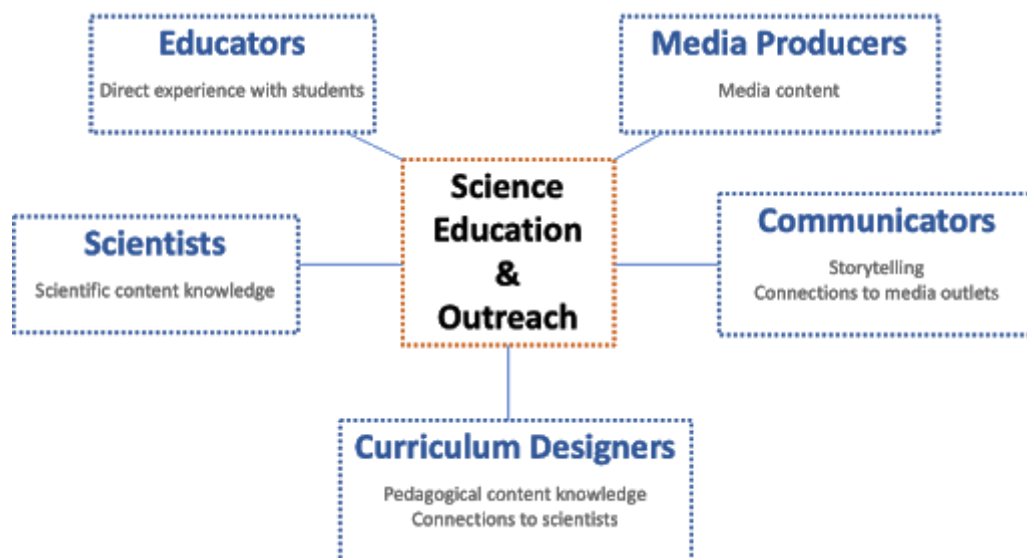 Educators
Direct experience with students
Media Producers
Media content
Science
Education
&
Outreach
Scientists
Scientific content knowledge
Communicators
Storytelling
Connections to media outlets
Curriculum Designers
Pedagogical content knowledge
Connections to scientists